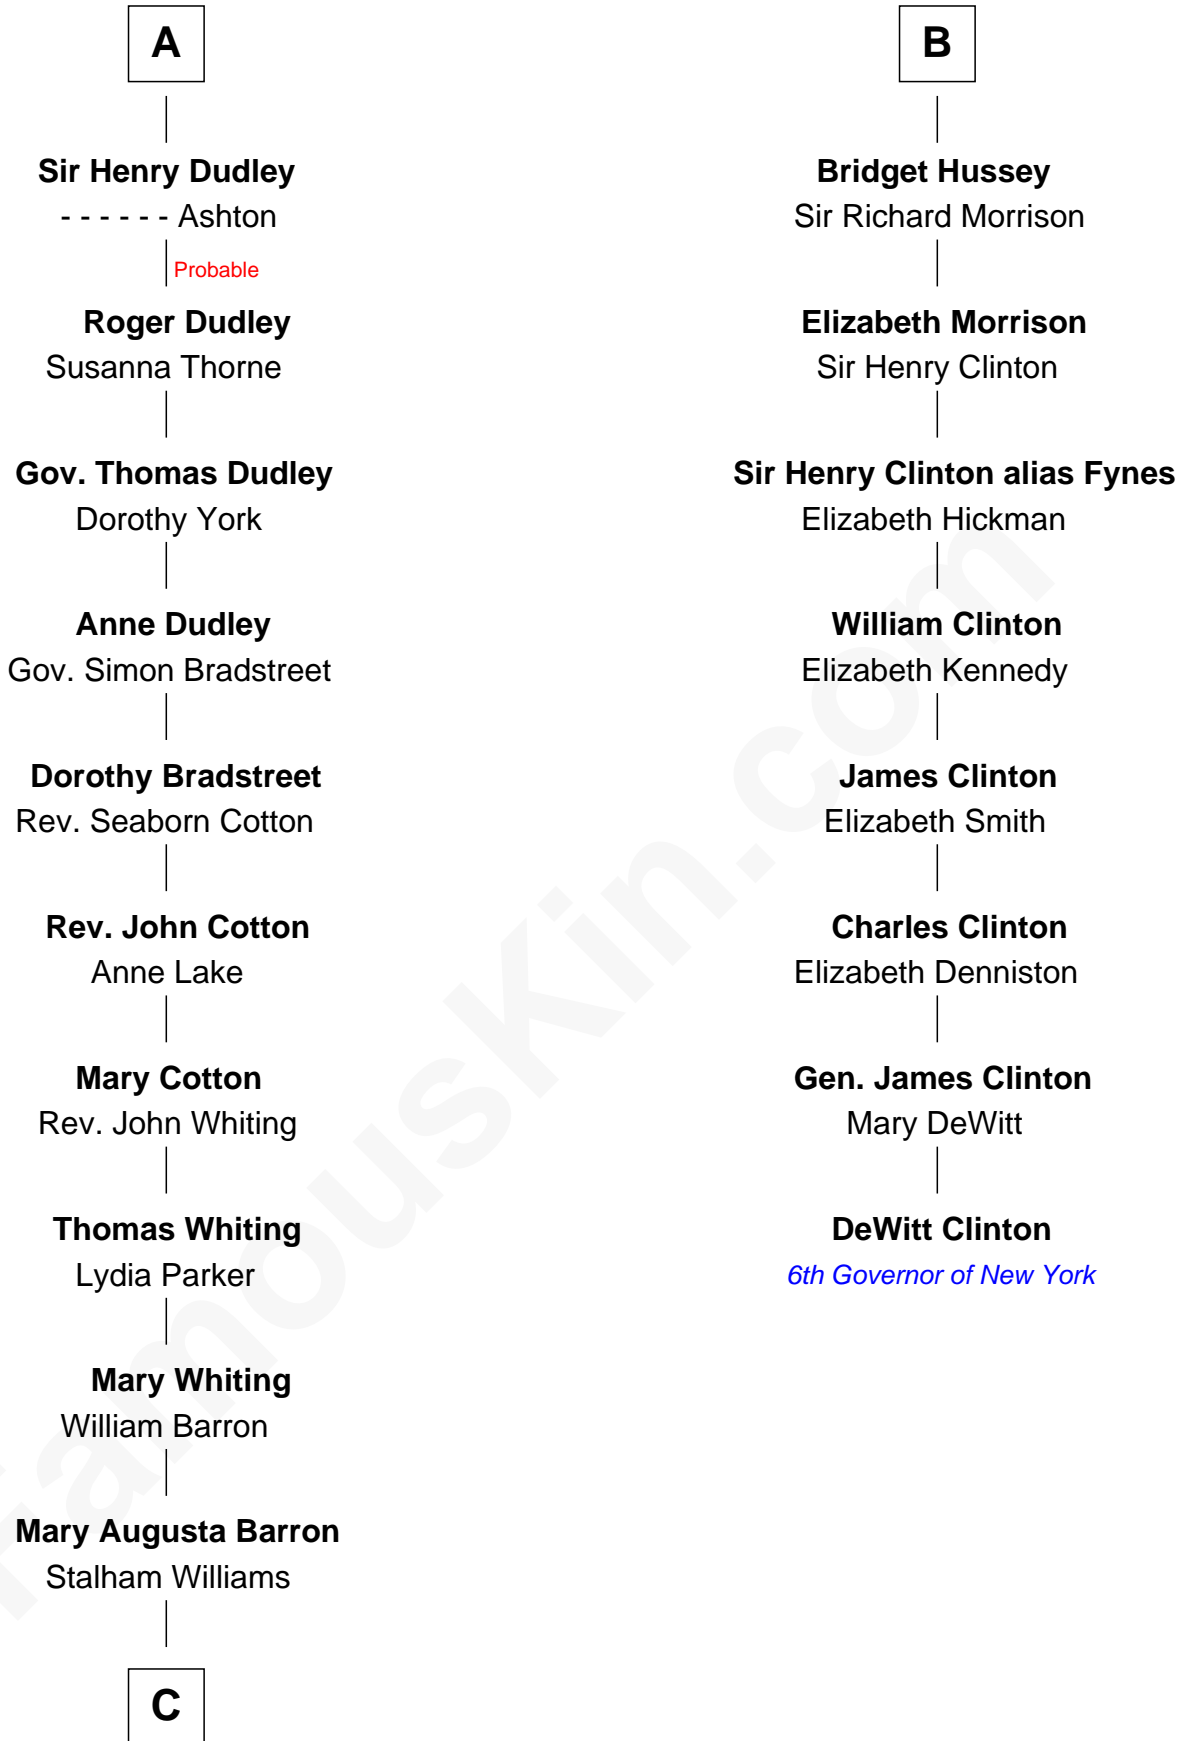 A
Sir Henry Dudley
- - - - - - Ashton
Probable
Roger Dudley
Susanna Thorne
Gov. Thomas Dudley
Dorothy York
Anne Dudley
Gov. Simon Bradstreet
Dorothy Bradstreet
Rev. Seaborn Cotton
Rev. John Cotton
Anne Lake
Mary Cotton
Rev. John Whiting
Thomas Whiting
Lydia Parker
Mary Whiting
William Barron
Mary Augusta Barron
Stalham Williams
C
B
Bridget Hussey
Sir Richard Morrison
Elizabeth Morrison
Sir Henry Clinton
Sir Henry Clinton alias Fynes
Elizabeth Hickman
William Clinton
Elizabeth Kennedy
James Clinton
Elizabeth Smith
Charles Clinton
Elizabeth Denniston
Gen. James Clinton
Mary DeWitt
DeWitt Clinton
6th Governor of New York
FamousKin.com